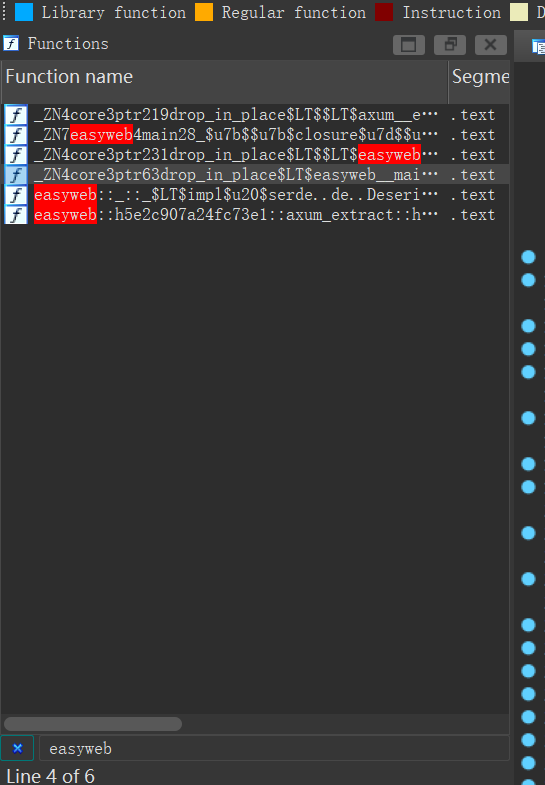 Library function Regular function Instruction D
Functions
Function name Segme
_ZN4core3ptr219drop_in_place$LT$$LT$axum__e… .text
_ZN7easyweb4main28_$u7b$$u7b$closure$u7d$$u… .text
_ZN4core3ptr231drop_in_place$LT$$LT$easyweb… .text
_ZN4core3ptr63drop_in_place$LT$easyweb__mai… .text
easyweb::_::_$LT$impl$u20$serde..de..Deseri… .text
easyweb::h5e2c907a24fc73e1::axum_extract::h… .text
easyweb
Line 4 of 6